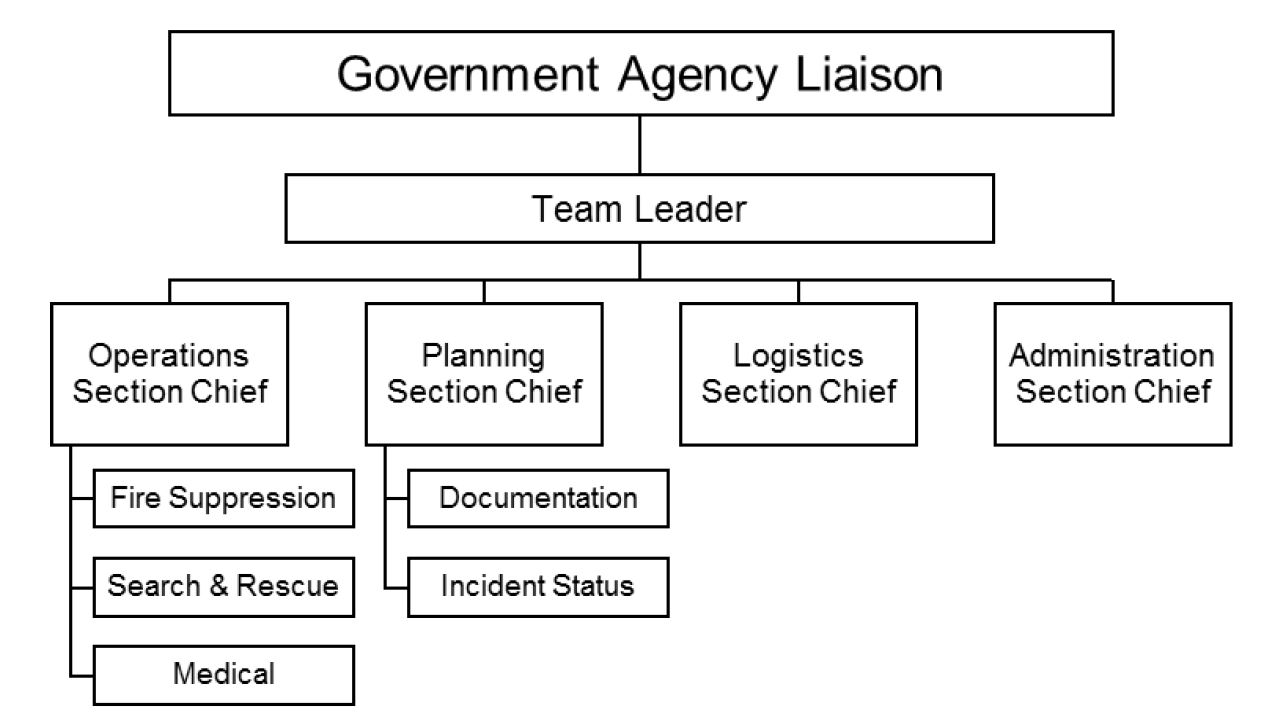 Government Agency Liaison
Team Leader
Operations
Section Chief
Planning
Section Chief
Logistics
Section Chief
Administration
Section Chief
Fire Suppression
Search & Rescue
Medical
Documentation
Incident Status